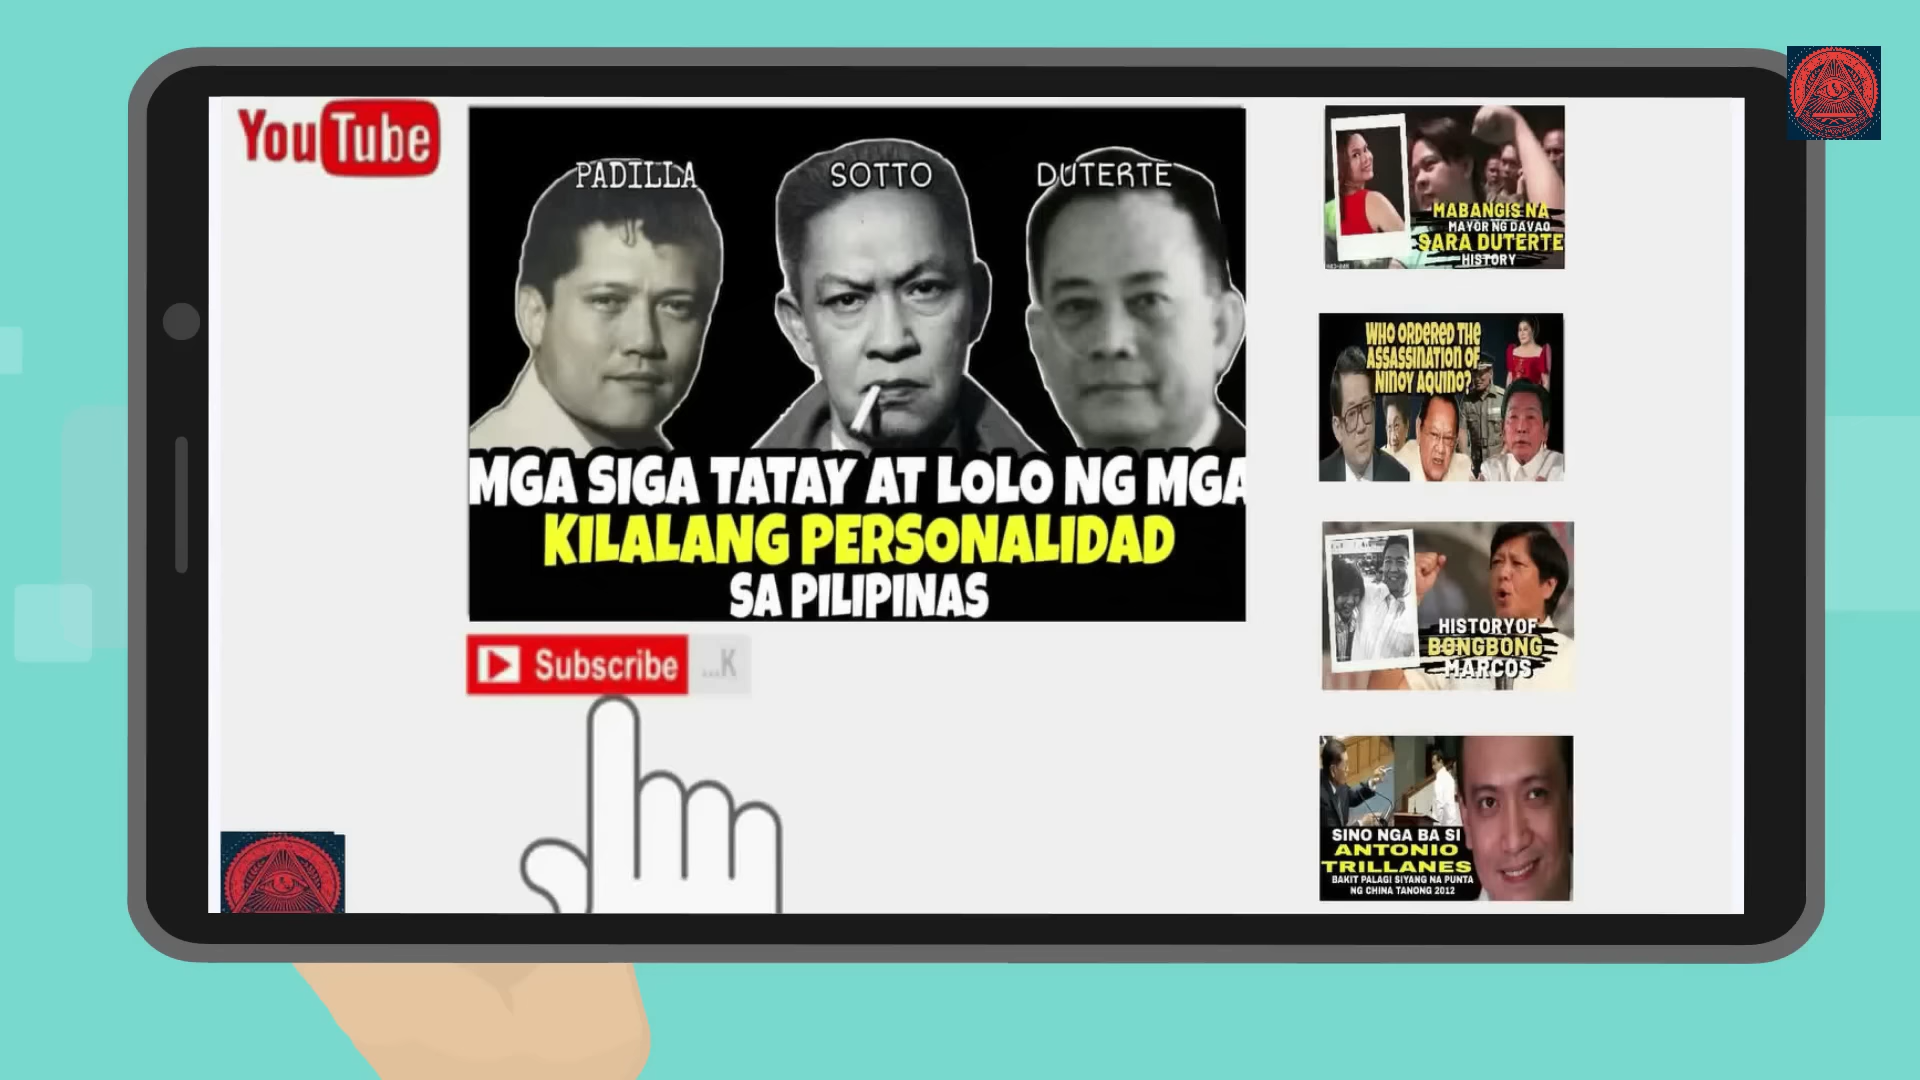 YouTube
PADILLA
SOTTO
DUTERTE
MGA SIGA TATAY AT LOLO NG MGA
KILALANG PERSONALIDAD
SA PILIPINAS
Subscribe
...K
MABANGIS NA
MAYOR NG DAVAO
SARA DUTERTE
HISTORY
WHO ORDERED THE
ASSASSINATION OF
NINOY AQUINO?
HISTORY OF
BONGBONG
MARCOS
SINO NGA BA SI
ANTONIO
TRILLANES
BAKIT PALAGI SIYANG NA PUNTA
NG CHINA TANONG 2012